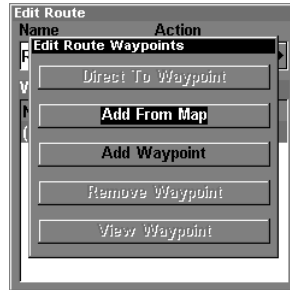 Edit Route
Name Action
Edit Route Waypoints
Direct To Waypoint
Add From Map
Add Waypoint
Remove Waypoint
View Waypoint